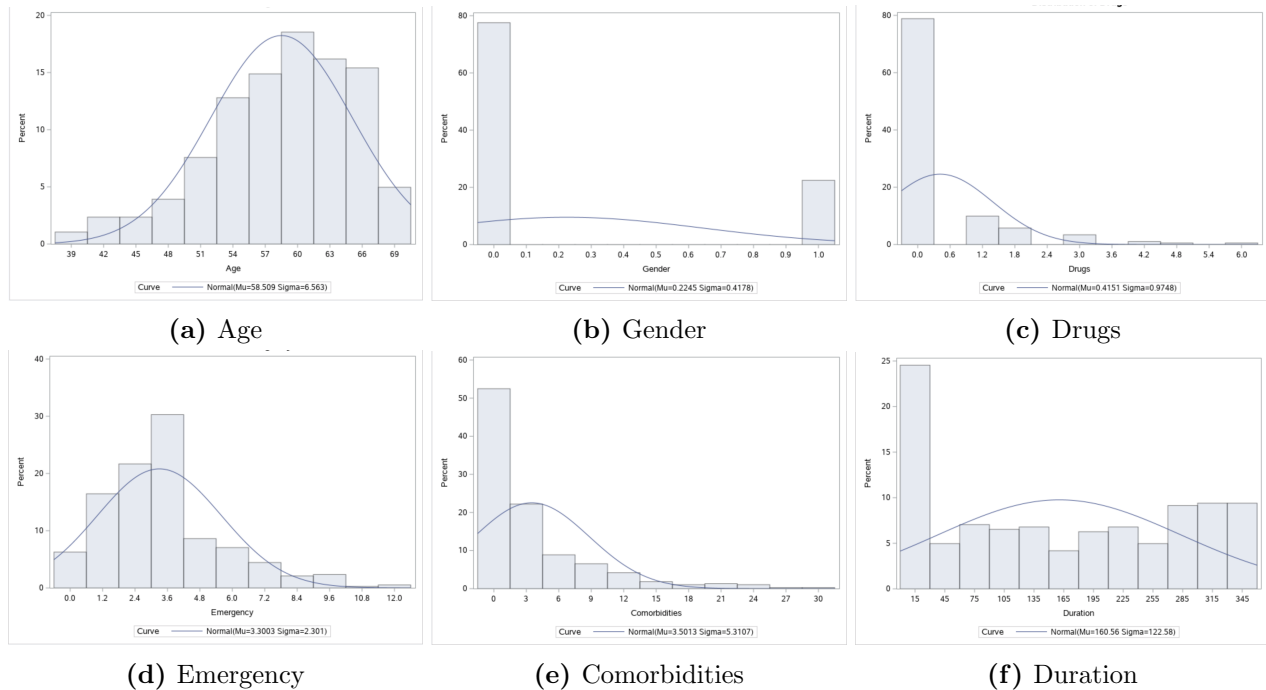 20
15
10
5
0
Percent
39 42 45 48 51 54 57 60 63 66 69
Age
Curve Normal(Mu=58.509 Sigma=6.563)
(a) Age
80
60
40
20
0
Percent
0.0 0.1 0.2 0.3 0.4 0.5 0.6 0.7 0.8 0.9 1.0
Gender
Curve Normal(Mu=0.2245 Sigma=0.4178)
(b) Gender
80
60
40
20
0
Percent
0.0 0.6 1.2 1.8 2.4 3.0 3.6 4.2 4.8 5.4 6.0
Drugs
Curve Normal(Mu=0.4151 Sigma=0.9748)
(c) Drugs
40
30
20
10
0
Percent
0.0 1.2 2.4 3.6 4.8 6.0 7.2 8.4 9.6 10.8 12.0
Emergency
Curve Normal(Mu=3.3003 Sigma=2.301)
(d) Emergency
60
50
40
30
20
10
0
Percent
0 3 6 9 12 15 18 21 24 27 30
Comorbidities
Curve Normal(Mu=3.5013 Sigma=5.3107)
(e) Comorbidities
25
20
15
10
5
0
Percent
15 45 75 105 135 165 195 225 255 285 315 345
Duration
Curve Normal(Mu=160.56 Sigma=122.58)
(f) Duration